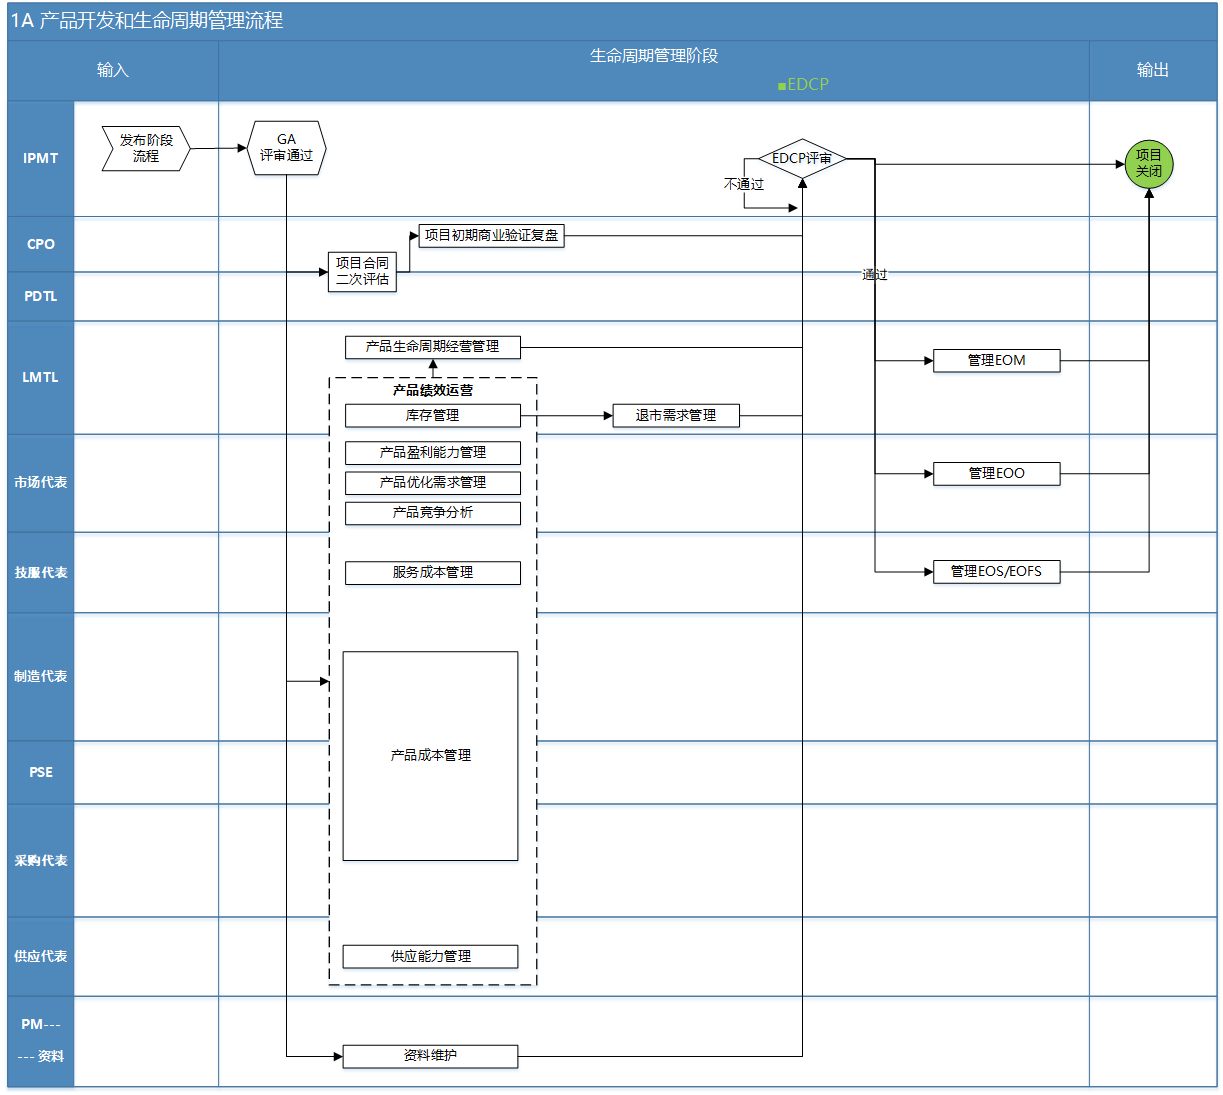 1A 产品开发和生命周期管理流程
输入
生命周期管理阶段
■EDCP
输出
IPMT
发布阶段
流程
GA
评审通过
EDCP评审
不通过
项目
关闭
CPO
项目初期商业验证复盘
项目合同
二次评估
通过
PDTL
LMTL
产品生命周期经营管理
管理EOM
产品绩效运营
库存管理
退市需求管理
市场代表
产品盈利能力管理
产品优化需求管理
产品竞争分析
管理EOO
技服代表
服务成本管理
管理EOS/EOFS
制造代表
产品成本管理
PSE
采购代表
供应代表
供应能力管理
PM---
--- 资料
资料维护